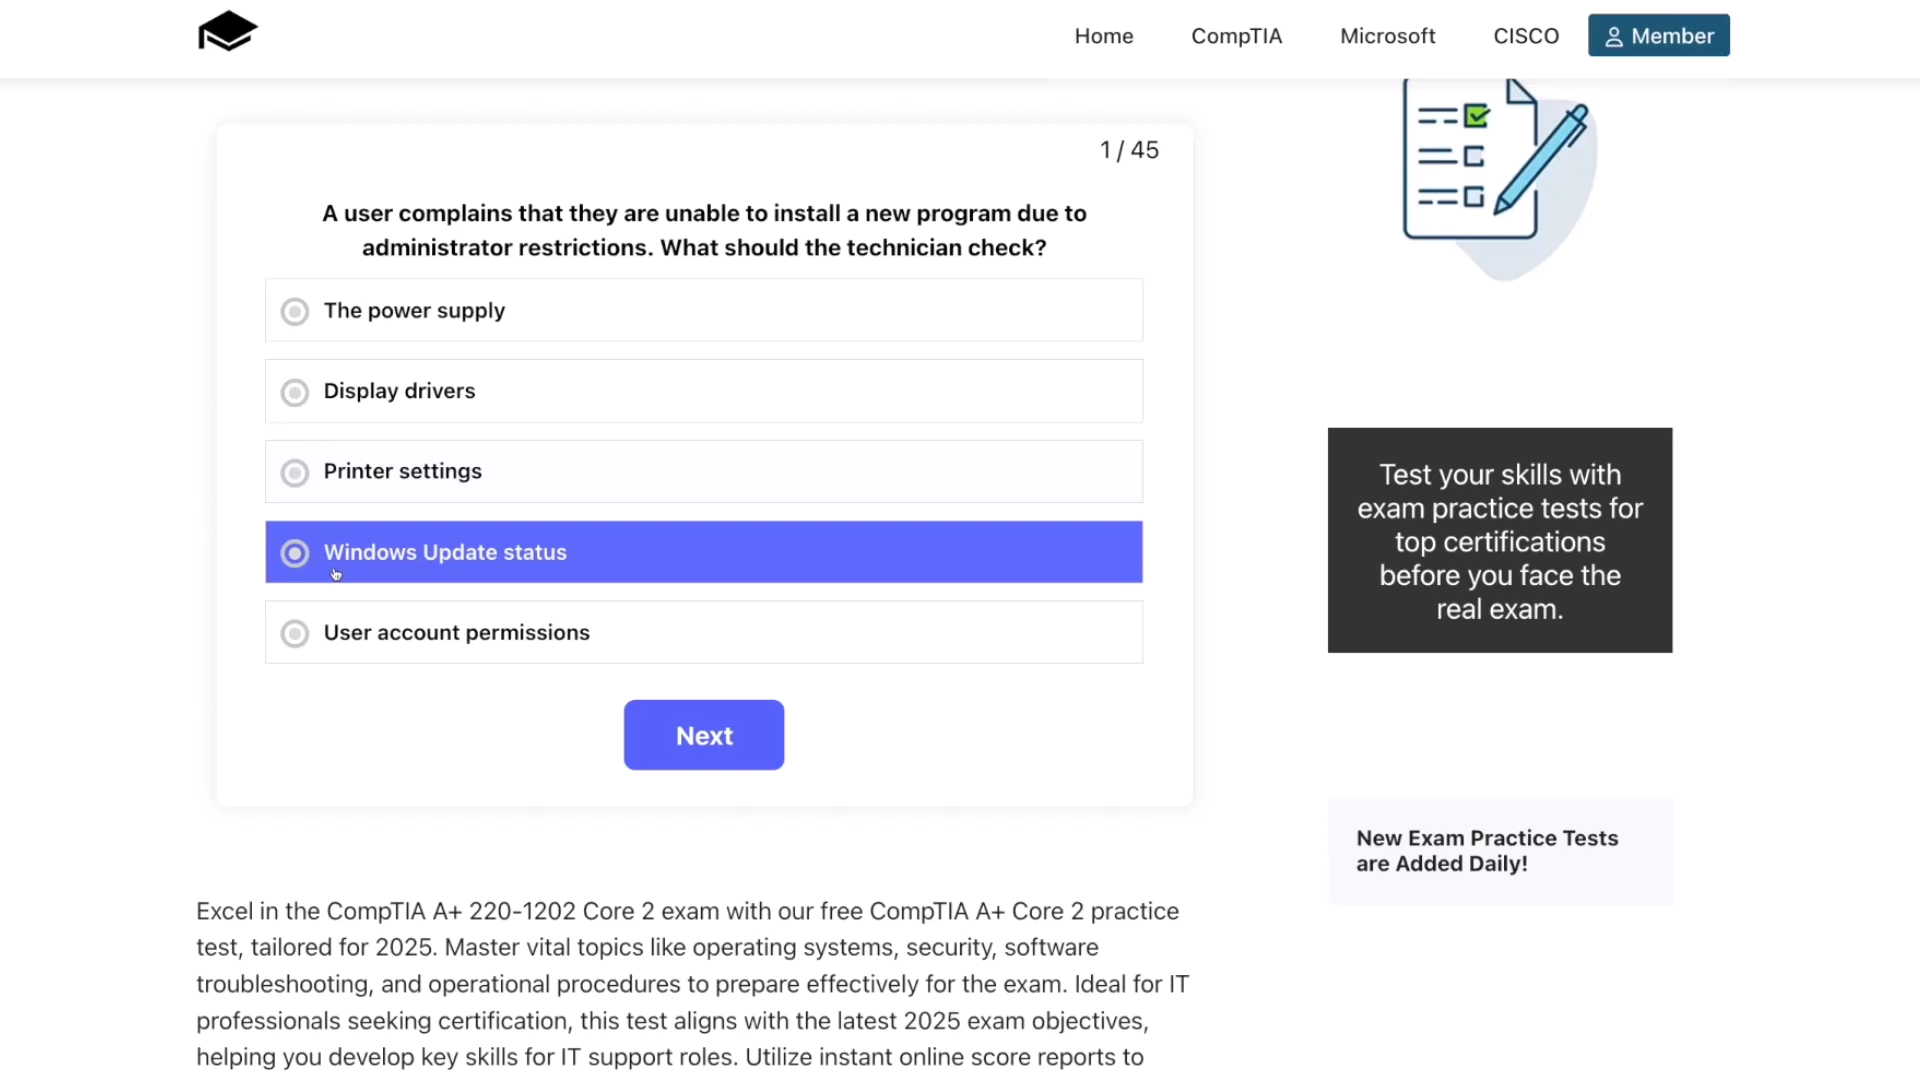 Home
CompTIA
Microsoft
CISCO
Member
1 / 45
A user complains that they are unable to install a new program due to
administrator restrictions. What should the technician check?
The power supply
Display drivers
Printer settings
Windows Update status
User account permissions
Next
Test your skills with
exam practice tests for
top certifications
before you face the
real exam.
New Exam Practice Tests
are Added Daily!
Excel in the CompTIA A+ 220-1202 Core 2 exam with our free CompTIA A+ Core 2 practice
test, tailored for 2025. Master vital topics like operating systems, security, software
troubleshooting, and operational procedures to prepare effectively for the exam. Ideal for IT
professionals seeking certification, this test aligns with the latest 2025 exam objectives,
helping you develop key skills for IT support roles. Utilize instant online score reports to